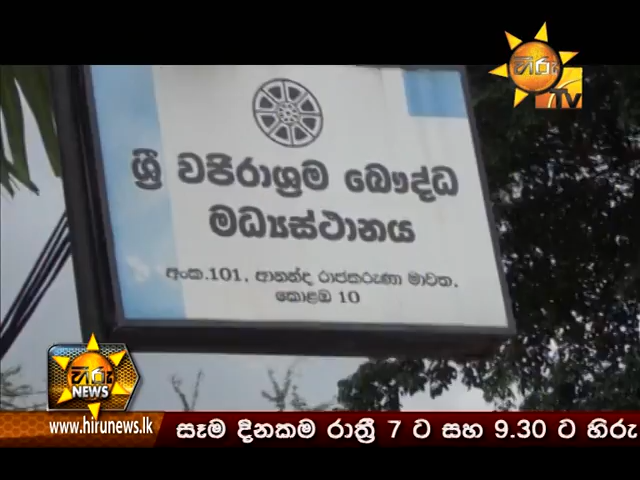 හිරු
TV
ශ්‍රී වජිරාශ්‍රම බෞද්ධ
මධ්‍යස්ථානය
අංක.101, ආනන්ද රාජකරුණා මාවත,
කොළඹ 10
හිරු
NEWS
www.hirunews.lk
සෑම දිනකම රාත්‍රී 7 ට සහ 9.30 ට හිරු